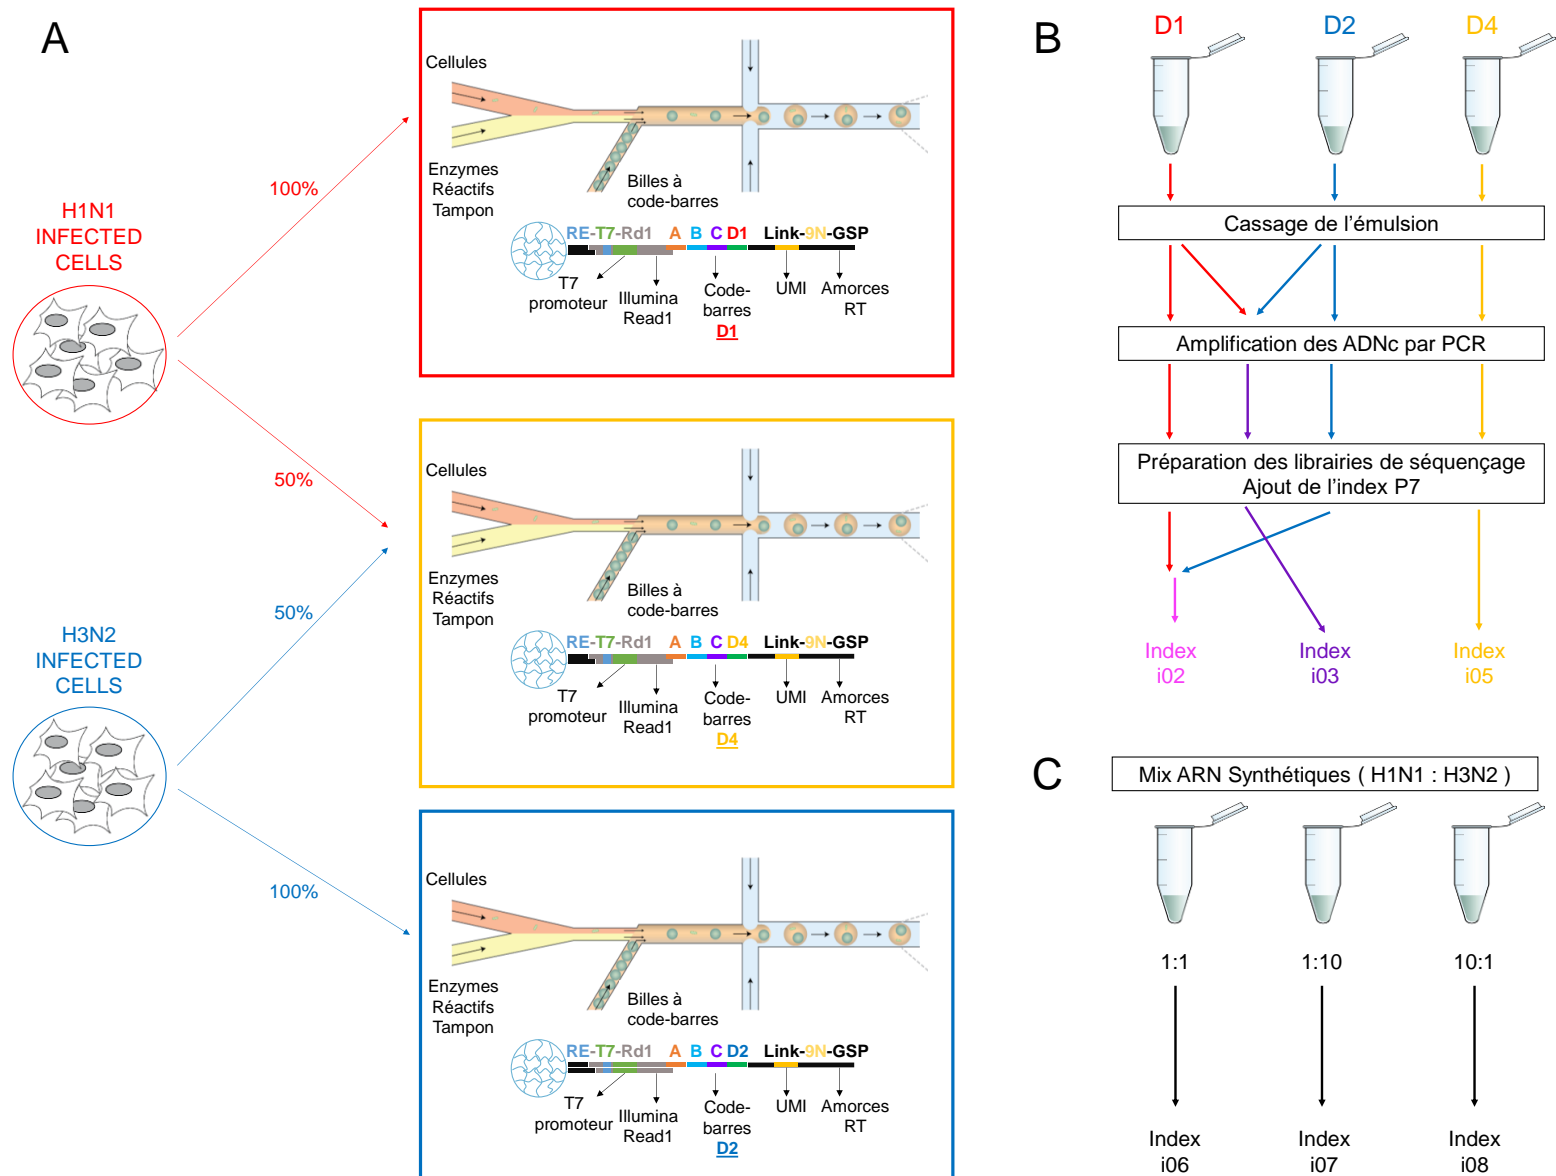 A
H1N1
INFECTED
CELLS
100%
50%
H3N2
INFECTED
CELLS
50%
100%
Cellules
Enzymes
Réactifs
Tampon
Billes à
code-barres
RE-T7-Rd1 A B C D1 Link-9N-GSP
T7
promoteur
Illumina
Read1
Code-
barres
D1
UMI
Amorces
RT
Cellules
Enzymes
Réactifs
Tampon
Billes à
code-barres
RE-T7-Rd1 A B C D4 Link-9N-GSP
T7
promoteur
Illumina
Read1
Code-
barres
D4
UMI
Amorces
RT
Cellules
Enzymes
Réactifs
Tampon
Billes à
code-barres
RE-T7-Rd1 A B C D2 Link-9N-GSP
T7
promoteur
Illumina
Read1
Code-
barres
D2
UMI
Amorces
RT
B
D1 D2 D4
Cassage de l’émulsion
Amplification des ADNc par PCR
Préparation des librairies de séquençage
Ajout de l’index P7
Index
i02
Index
i03
Index
i05
C
Mix ARN Synthétiques ( H1N1 : H3N2 )
1:1 1:10 10:1
Index
i06
Index
i07
Index
i08